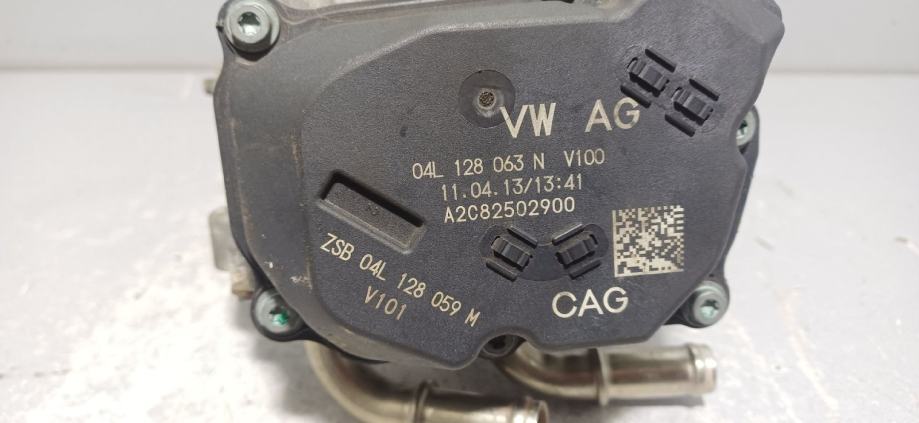 VW AG
04L 128 063 N V100
11.04.13/13:41
A2C82502900
ZSB 04L 128 059 M
V101
CAG